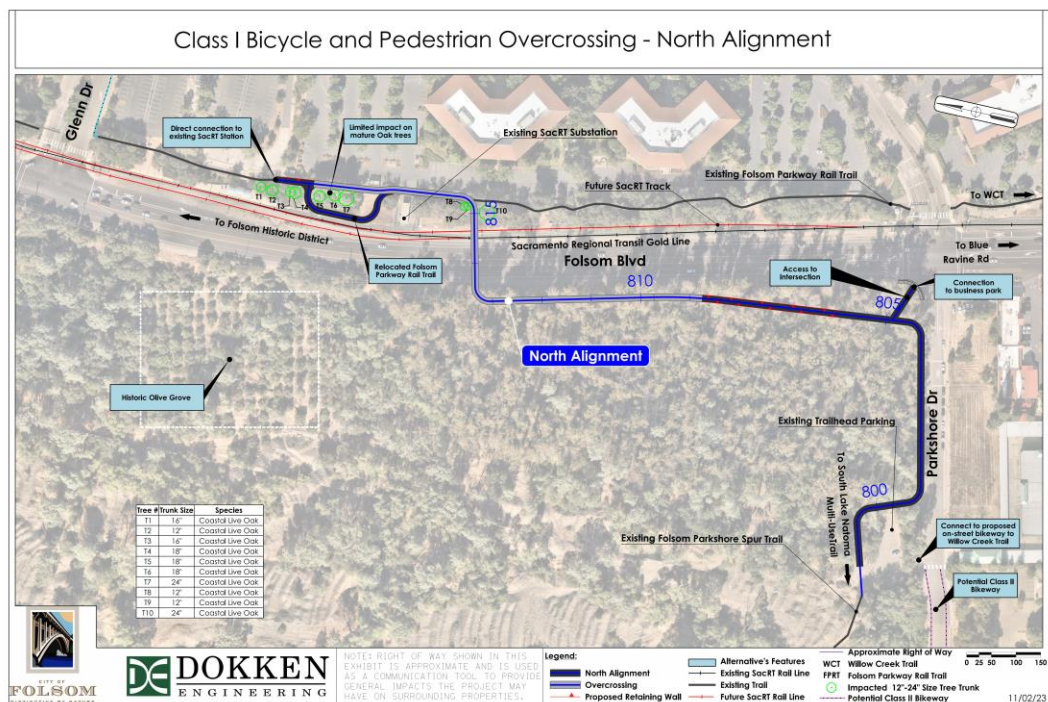 Class I Bicycle and Pedestrian Overcrossing - North Alignment
Glenn Dr
Direct connection to
existing SacRT Station
Limited impact on
mature Oak trees
Existing SacRT Substation
Future SacRT Track
Existing Folsom Parkway Rail Trail
To WCT
T1
T2
T3
T4
T5
T6
T7
T8
T9
T10
815
To Folsom Historic District
Sacramento Regional Transit Gold Line
Folsom Blvd
To Blue
Ravine Rd
Relocated Folsom
Parkway Rail Trail
810
Access to
intersection
805
Connection
to business park
North Alignment
Historic Olive Grove
Parkshore Dr
Existing Trailhead Parking
To South Lake Natoma
Multi-UseTrail
800
Existing Folsom Parkshore Spur Trail
Connect to proposed
on-street bikeway to
Willow Creek Trail
Potential Class II
Bikeway
Tree # Trunk Size Species
T1 16" Coastal Live Oak
T2 12" Coastal Live Oak
T3 16" Coastal Live Oak
T4 18" Coastal Live Oak
T5 18" Coastal Live Oak
T6 18" Coastal Live Oak
T7 24" Coastal Live Oak
T8 12" Coastal Live Oak
T9 12" Coastal Live Oak
T10 24" Coastal Live Oak
CITY OF
FOLSOM
DISTINCTIVE BY NATURE
DOKKEN
ENGINEERING
NOTE: RIGHT OF WAY SHOWN IN THIS
EXHIBIT IS APPROXIMATE AND IS USED
AS A COMMUNICATION TOOL TO PROVIDE
GENERAL IMPACTS THE PROJECT MAY
HAVE ON SURROUNDING PROPERTIES.
Legend:
North Alignment
Overcrossing
Proposed Retaining Wall
Alternative's Features
Existing SacRT Rail Line
Existing Trail
Future SacRT Rail Line
Approximate Right of Way
WCT Willow Creek Trail
FPRT Folsom Parkway Rail Trail
Impacted 12"-24" Size Tree Trunk
Potential Class II Bikeway
0 25 50 100 150
11/02/23